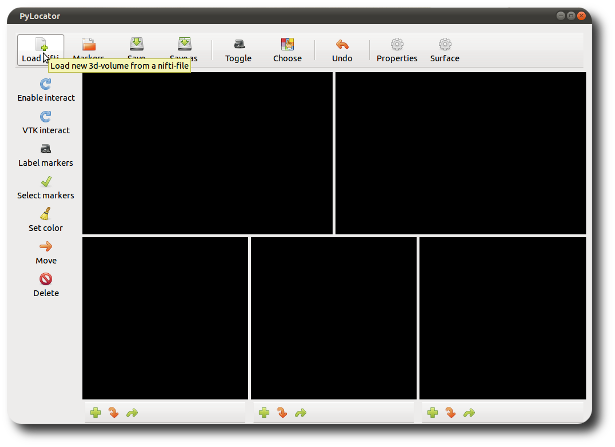 PyLocator
Load Markers Save Save as Toggle Choose Undo Properties Surface
Load new 3d-volume from a nifti-file
Enable interact
VTK interact
Label markers
Select markers
Set color
Move
Delete